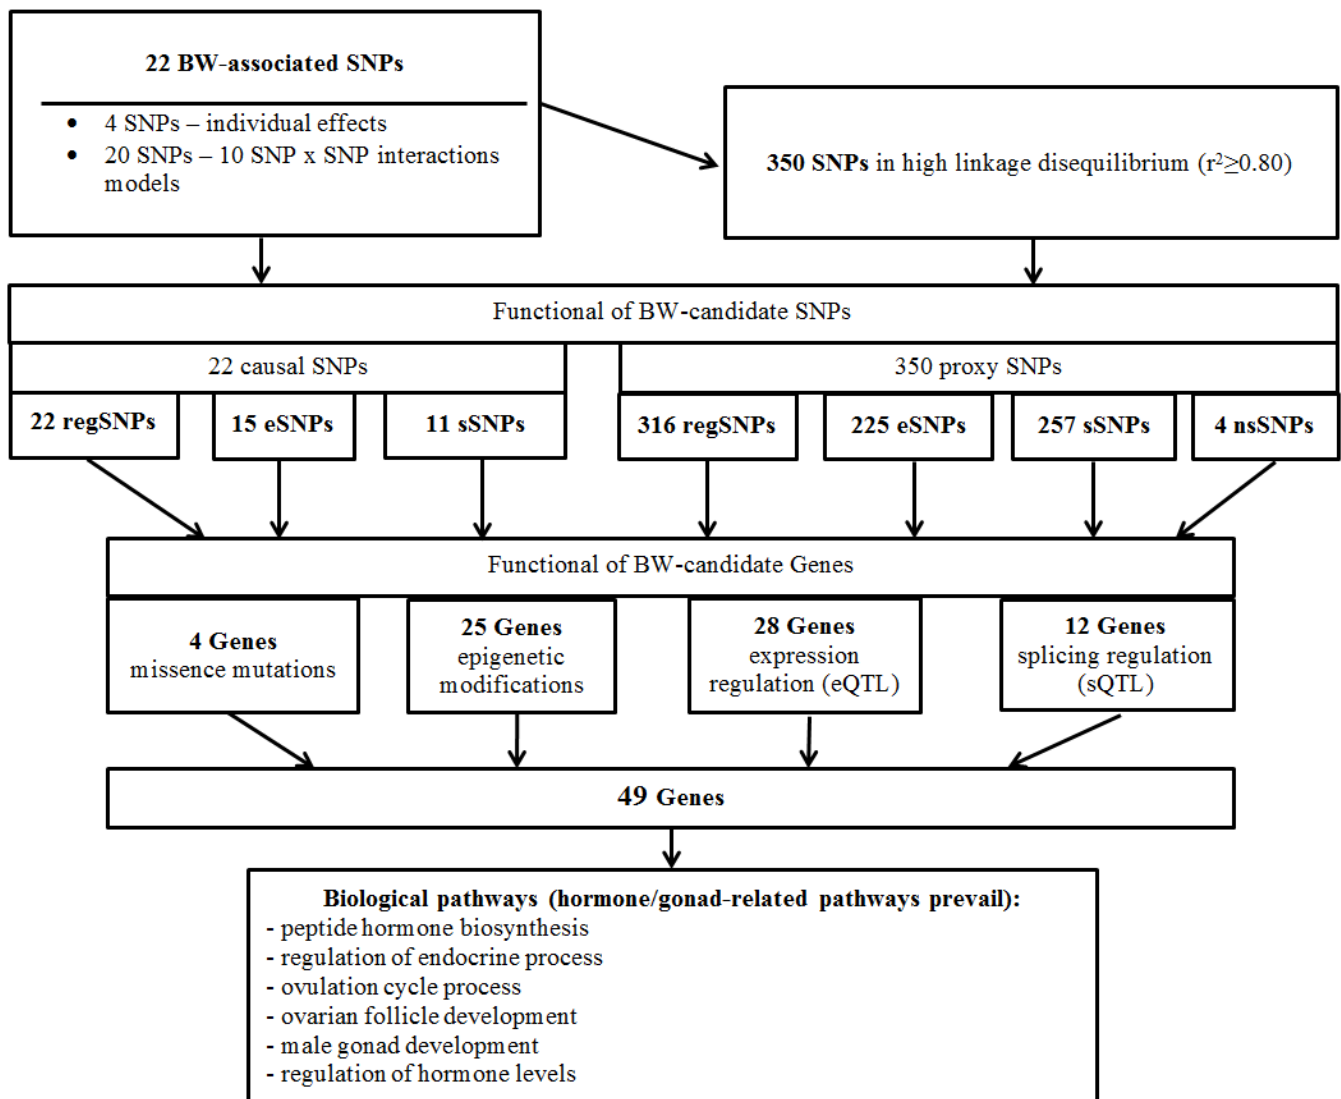 22 BW-associated SNPs
• 4 SNPs – individual effects
• 20 SNPs – 10 SNP x SNP interactions
models
350 SNPs in high linkage disequilibrium (r²≥0.80)
Functional of BW-candidate SNPs
22 causal SNPs
350 proxy SNPs
22 regSNPs
15 eSNPs
11 sSNPs
316 regSNPs
225 eSNPs
257 sSNPs
4 nsSNPs
Functional of BW-candidate Genes
4 Genes
missence mutations
25 Genes
epigenetic
modifications
28 Genes
expression
regulation (eQTL)
12 Genes
splicing regulation
(sQTL)
49 Genes
Biological pathways (hormone/gonad-related pathways prevail):
- peptide hormone biosynthesis
- regulation of endocrine process
- ovulation cycle process
- ovarian follicle development
- male gonad development
- regulation of hormone levels